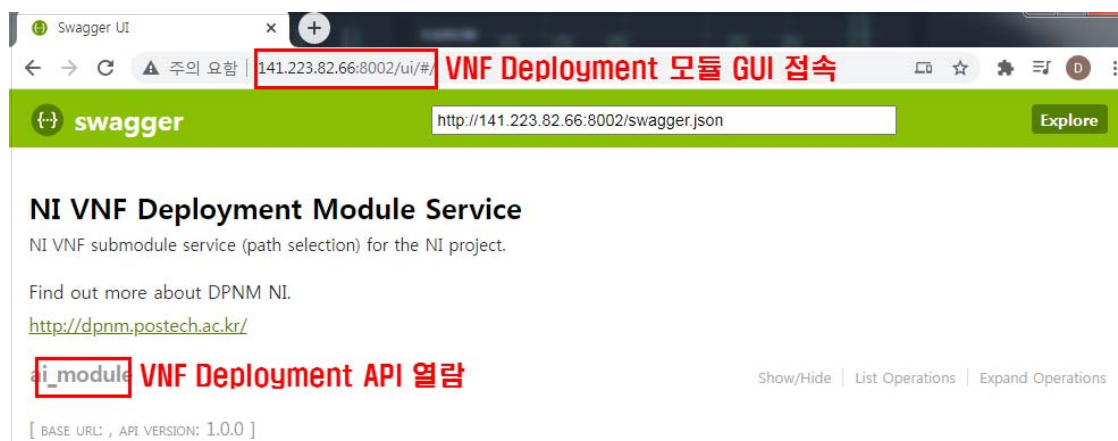 Swagger UI
주의 요함 141.223.82.66:8002/ui/#/ VNF Deployment 모듈 GUI 접속
D
swagger http://141.223.82.66:8002/swagger.json Explore
NI VNF Deployment Module Service
NI VNF submodule service (path selection) for the NI project.
Find out more about DPNM NI.
http://dpnm.postech.ac.kr/
ai_module VNF Deployment API 열람 Show/Hide List Operations Expand Operations
[ BASE URL: , API VERSION: 1.0.0 ]